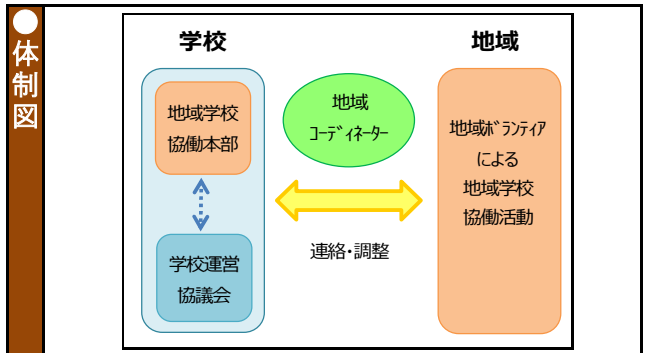 ●体制図
学校
地域
地域学校
協働本部
地域
ｺｰﾃﾞｨﾈｰﾀｰ
地域ﾎﾞﾗﾝﾃｨｱ
による
地域学校
協働活動
連絡・調整
学校運営
協議会